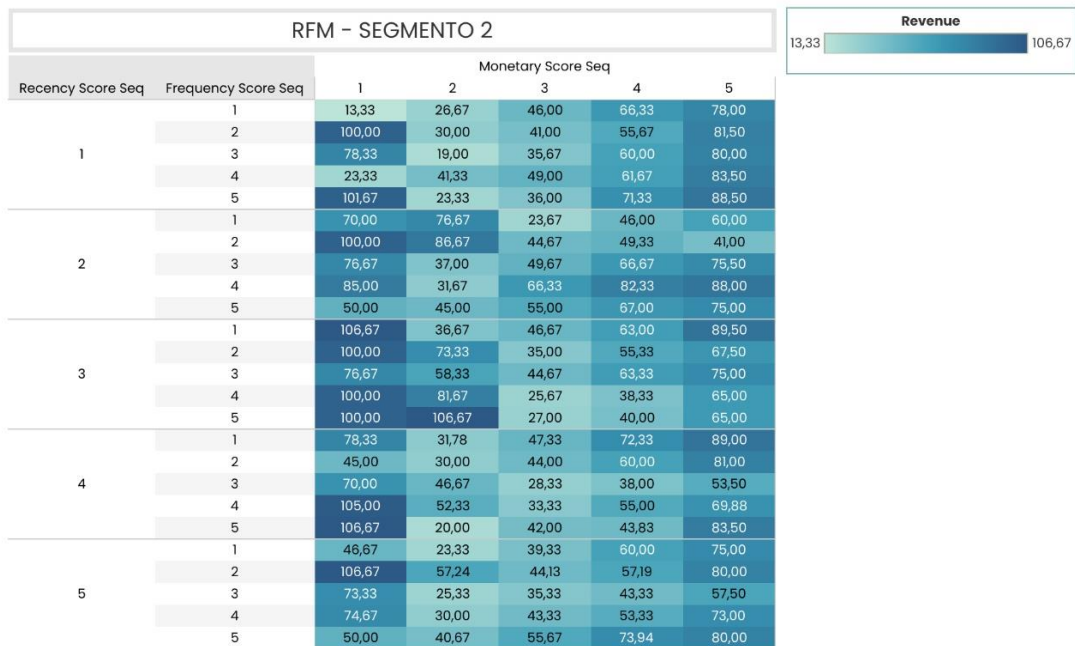 RFM - SEGMENTO 2
Revenue
13,33 106,67
Monetary Score Seq
Recency Score Seq Frequency Score Seq 1 2 3 4 5
1 13,33 26,67 46,00 66,33 78,00
2 100,00 30,00 41,00 55,67 81,50
1 3 78,33 19,00 35,67 60,00 80,00
4 23,33 41,33 49,00 61,67 83,50
5 101,67 23,33 36,00 71,33 88,50
1 70,00 76,67 23,67 46,00 60,00
2 100,00 86,67 44,67 49,33 41,00
2 3 76,67 37,00 49,67 66,67 75,50
4 85,00 31,67 66,33 82,33 88,00
5 50,00 45,00 55,00 67,00 75,00
1 106,67 36,67 46,67 63,00 89,50
2 100,00 73,33 35,00 55,33 67,50
3 3 76,67 58,33 44,67 63,33 75,00
4 100,00 81,67 25,67 38,33 65,00
5 100,00 106,67 27,00 40,00 65,00
1 78,33 31,78 47,33 72,33 89,00
2 45,00 30,00 44,00 60,00 81,00
4 3 70,00 46,67 28,33 38,00 53,50
4 105,00 52,33 33,33 55,00 69,88
5 106,67 20,00 42,00 43,83 83,50
1 46,67 23,33 39,33 60,00 75,00
2 106,67 57,24 44,13 57,19 80,00
5 3 73,33 25,33 35,33 43,33 57,50
4 74,67 30,00 43,33 53,33 73,00
5 50,00 40,67 55,67 73,94 80,00